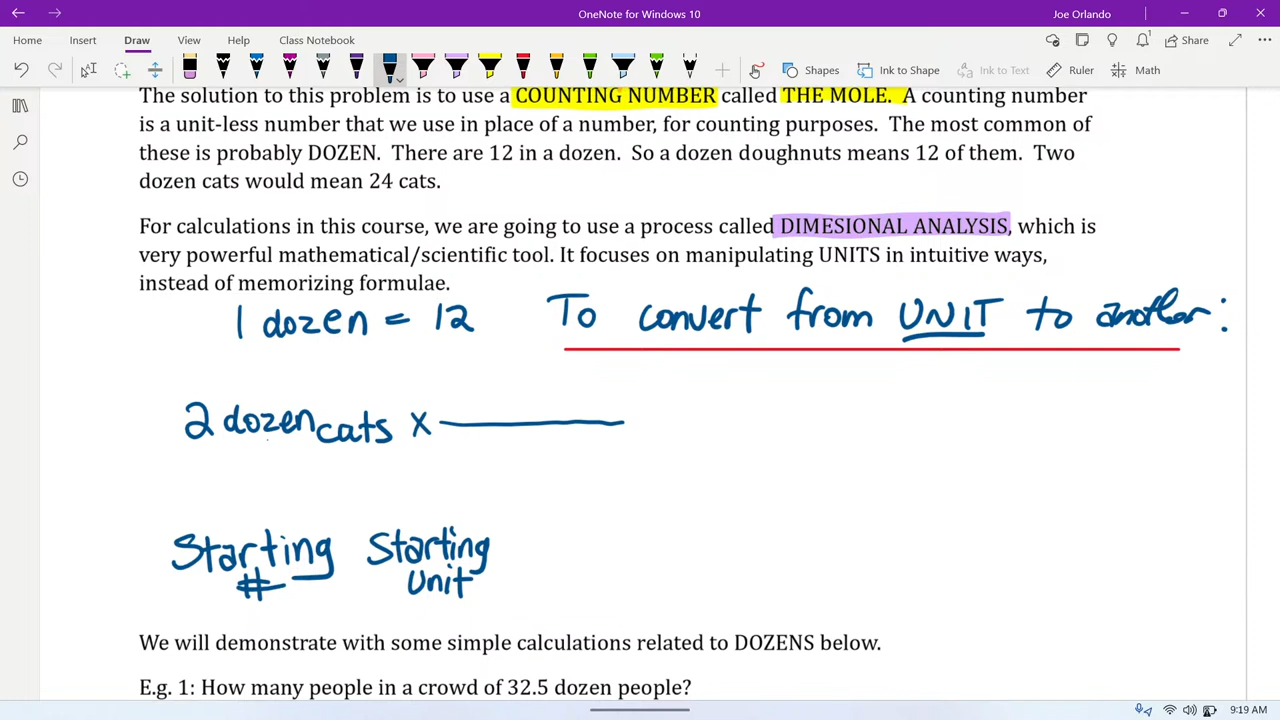 OneNote for Windows 10
Joe Orlando
Home Insert Draw View Help Class Notebook
Share
Shapes Ink to Shape Ink to Text Ruler Math
The solution to this problem is to use a COUNTING NUMBER called THE MOLE. A counting number
is a unit-less number that we use in place of a number, for counting purposes. The most common of
these is probably DOZEN. There are 12 in a dozen. So a dozen doughnuts means 12 of them. Two
dozen cats would mean 24 cats.
For calculations in this course, we are going to use a process called DIMESIONAL ANALYSIS, which is
very powerful mathematical/scientific tool. It focuses on manipulating UNITS in intuitive ways,
instead of memorizing formulae.
1 dozen = 12 To convert from UNIT to another:
2 dozen cats x
Starting Starting
# Unit
We will demonstrate with some simple calculations related to DOZENS below.
E.g. 1: How many people in a crowd of 32.5 dozen people?
9:19 AM